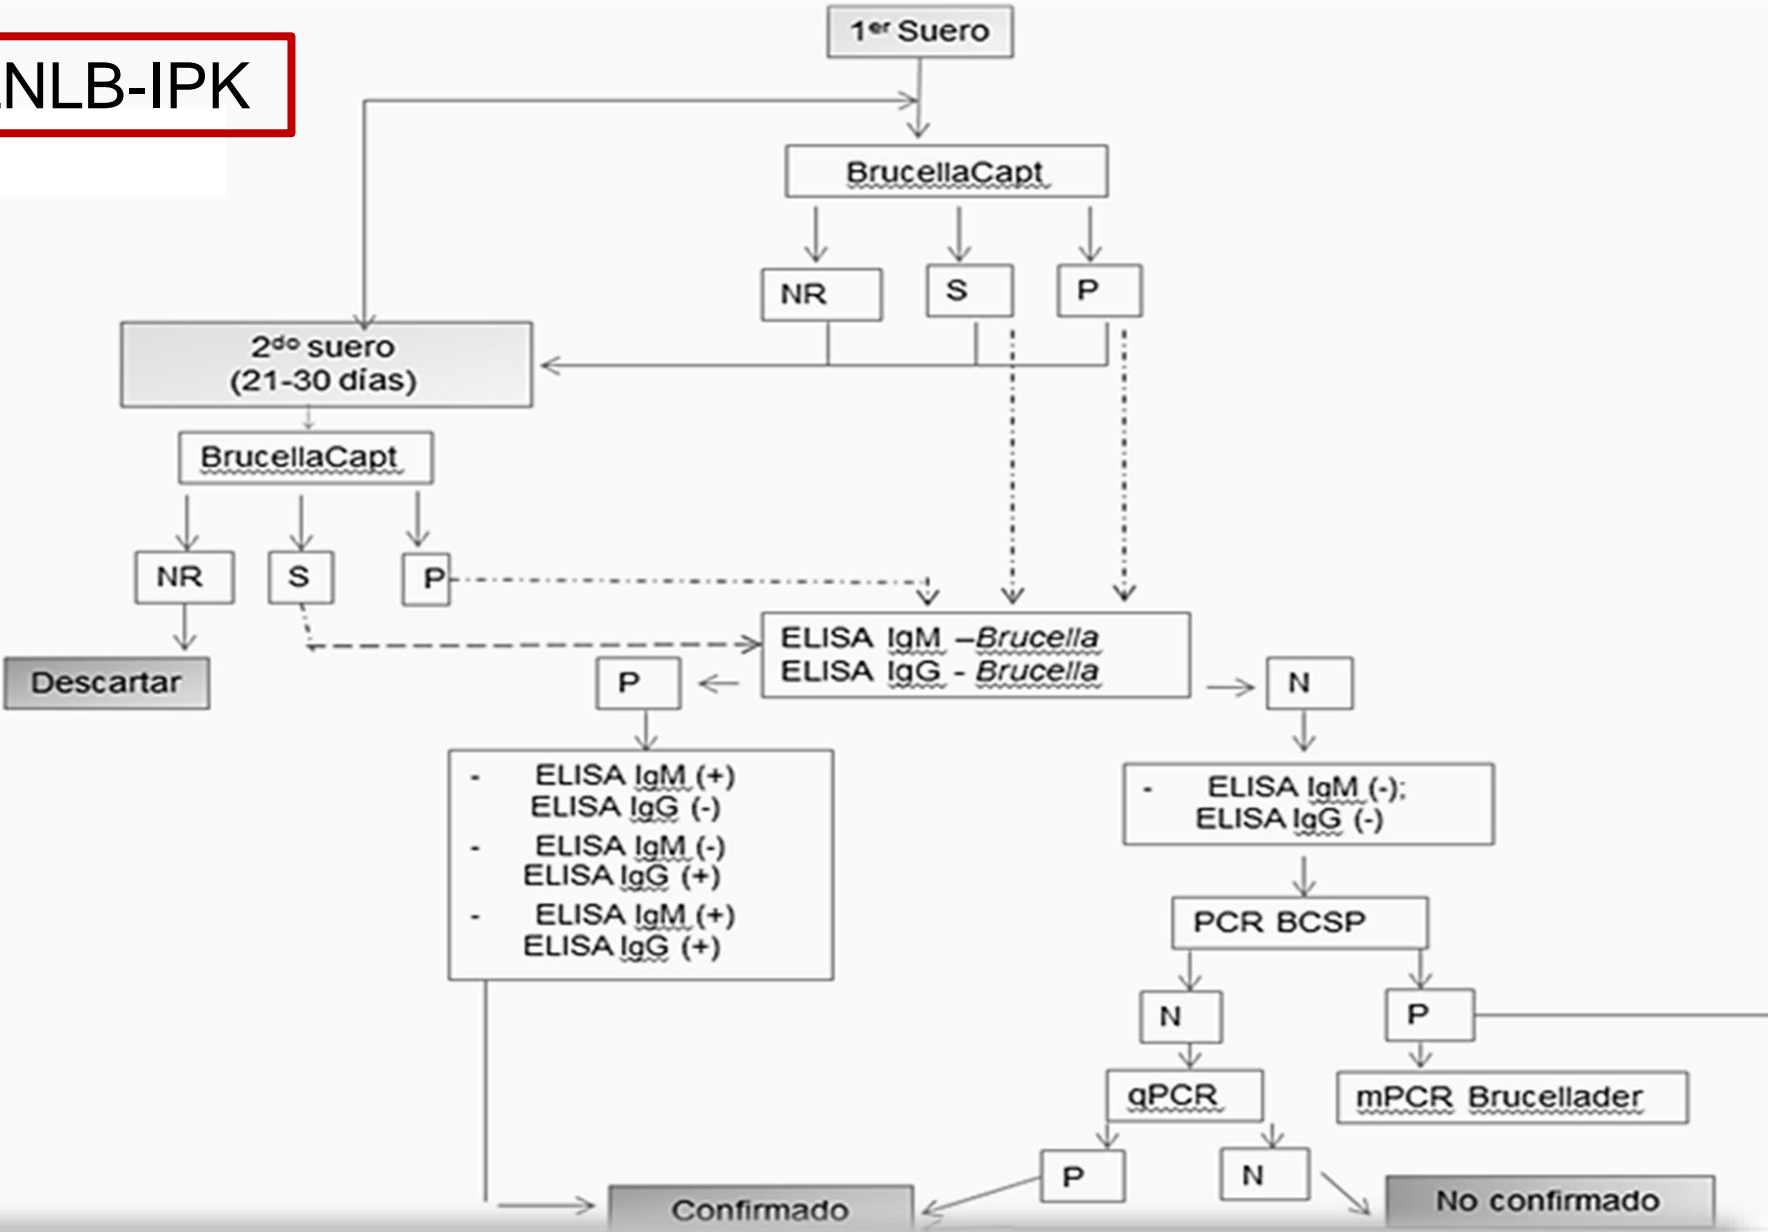 NLB-IPK
1er Suero
BrucellaCapt
NR
S
P
2do suero
(21-30 días)
BrucellaCapt
NR
S
P
Descartar
ELISA IgM –Brucella
ELISA IgG - Brucella
P
N
- ELISA IgM (+)
ELISA IgG (-)
- ELISA IgM (-)
ELISA IgG (+)
- ELISA IgM (+)
ELISA IgG (+)
- ELISA IgM (-);
ELISA IgG (-)
PCR BCSP
N
P
qPCR
mPCR Brucellader
P
N
Confirmado
No confirmado